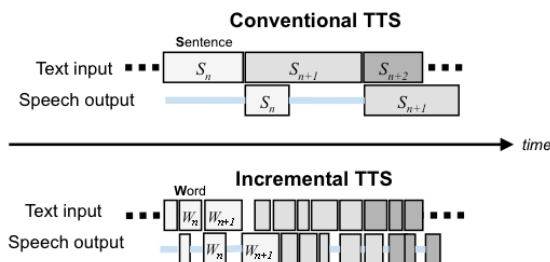 Conventional TTS
Sentence
Text input ... Sn Sn+1 Sn+2 ...
Speech output Sn Sn+1
time
Incremental TTS
Word
Text input ... Wn Wn+1 ...
Speech output Wn Wn+1